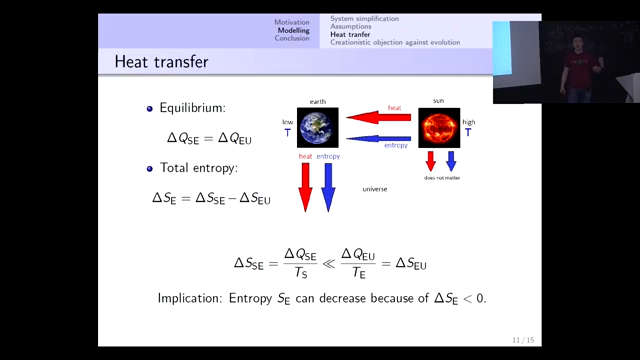 Motivation
Modelling
Conclusion
System simplification
Assumptions
Heat tranfer
Creationistic objection against evolution
Heat transfer
Equilibrium:
ΔQ_SE = ΔQ_EU
Total entropy:
ΔS_E = ΔS_SE − ΔS_EU
earth
sun
low
T
heat
high
T
entropy
heat entropy
does not matter
universe
ΔS_SE = ΔQ_SE / T_S ≪ ΔQ_EU / T_E = ΔS_EU
Implication: Entropy S_E can decrease because of ΔS_E < 0.
11 / 15